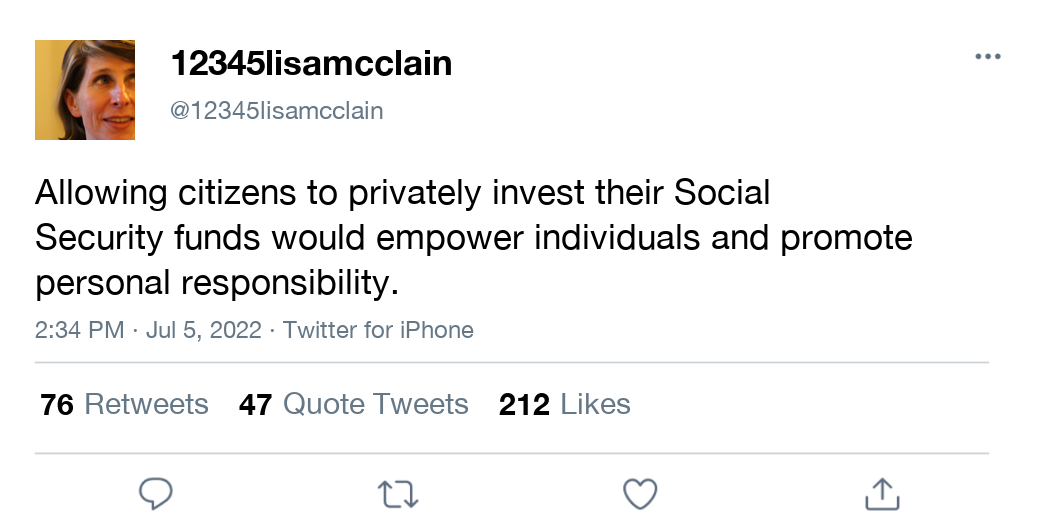 12345lisamcclain
@12345lisamcclain
Allowing citizens to privately invest their Social
Security funds would empower individuals and promote
personal responsibility.
2:34 PM · Jul 5, 2022 · Twitter for iPhone
76 Retweets 47 Quote Tweets 212 Likes